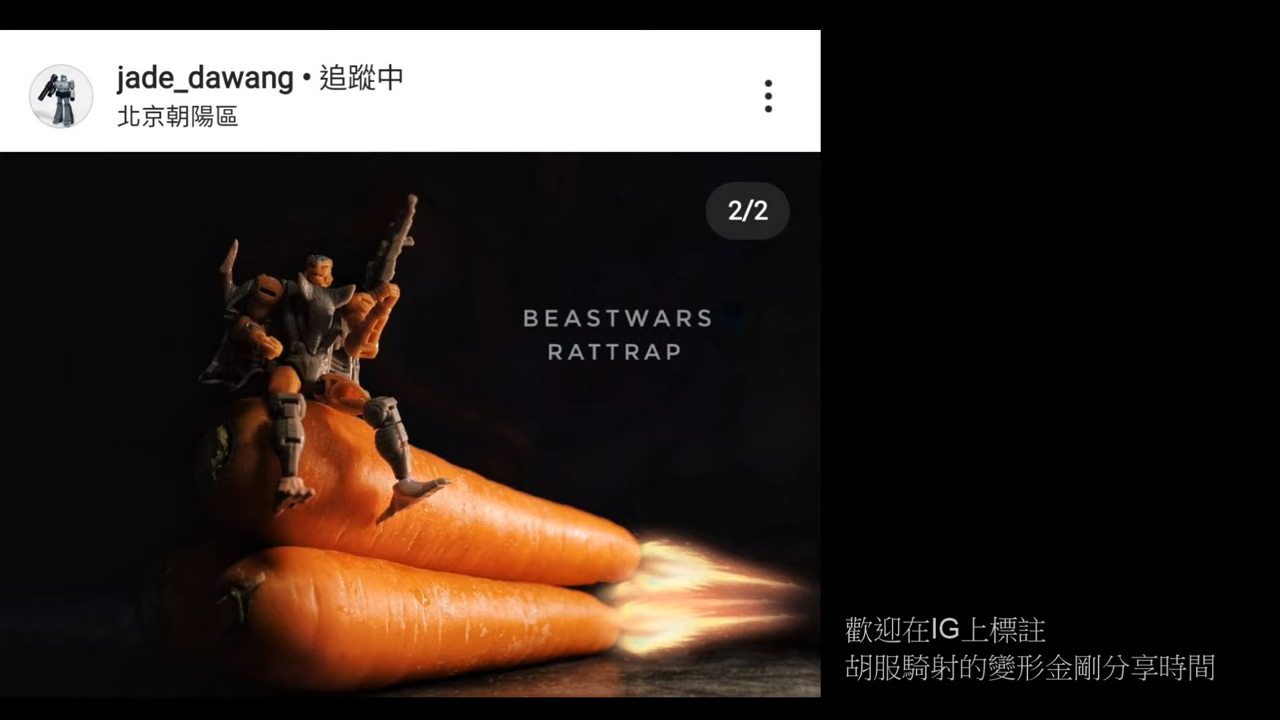 jade_dawang • 追蹤中
北京朝陽區
2/2
BEASTWARS
RATTRAP
歡迎在IG上標註
胡服騎射的變形金剛分享時間